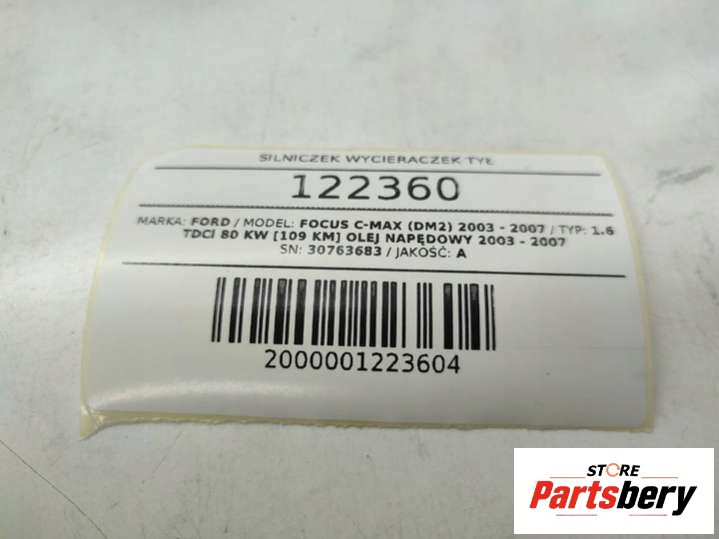 SILNICZEK WYCIERACZEK TYŁ
122360
MARKA: FORD / MODEL: FOCUS C-MAX (DM2) 2003 - 2007 / TYP: 1.6
TDCI 80 KW [109 KM] OLEJ NAPĘDOWY 2003 - 2007
SN: 30763683 / JAKOŚĆ: A
2000001223604
STORE
Partsbery